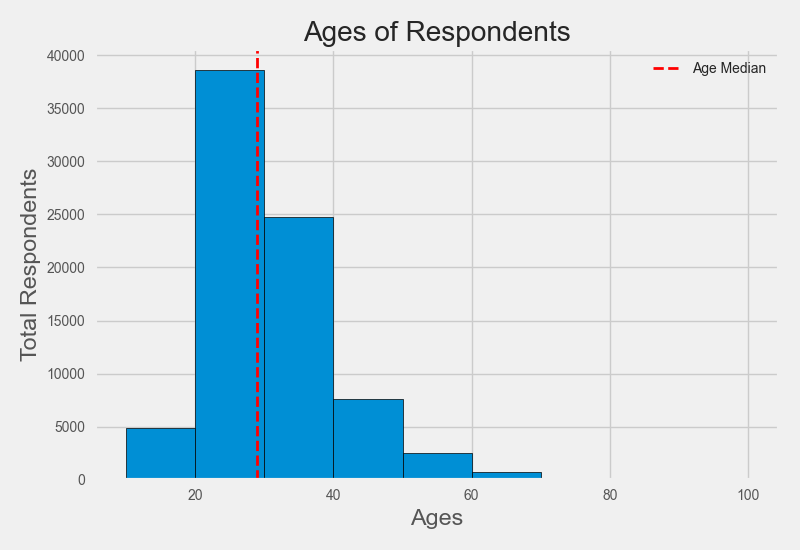 Ages of Respondents
Age Median
Total Respondents
40000
35000
30000
25000
20000
15000
10000
5000
0
20 40 60 80 100
Ages